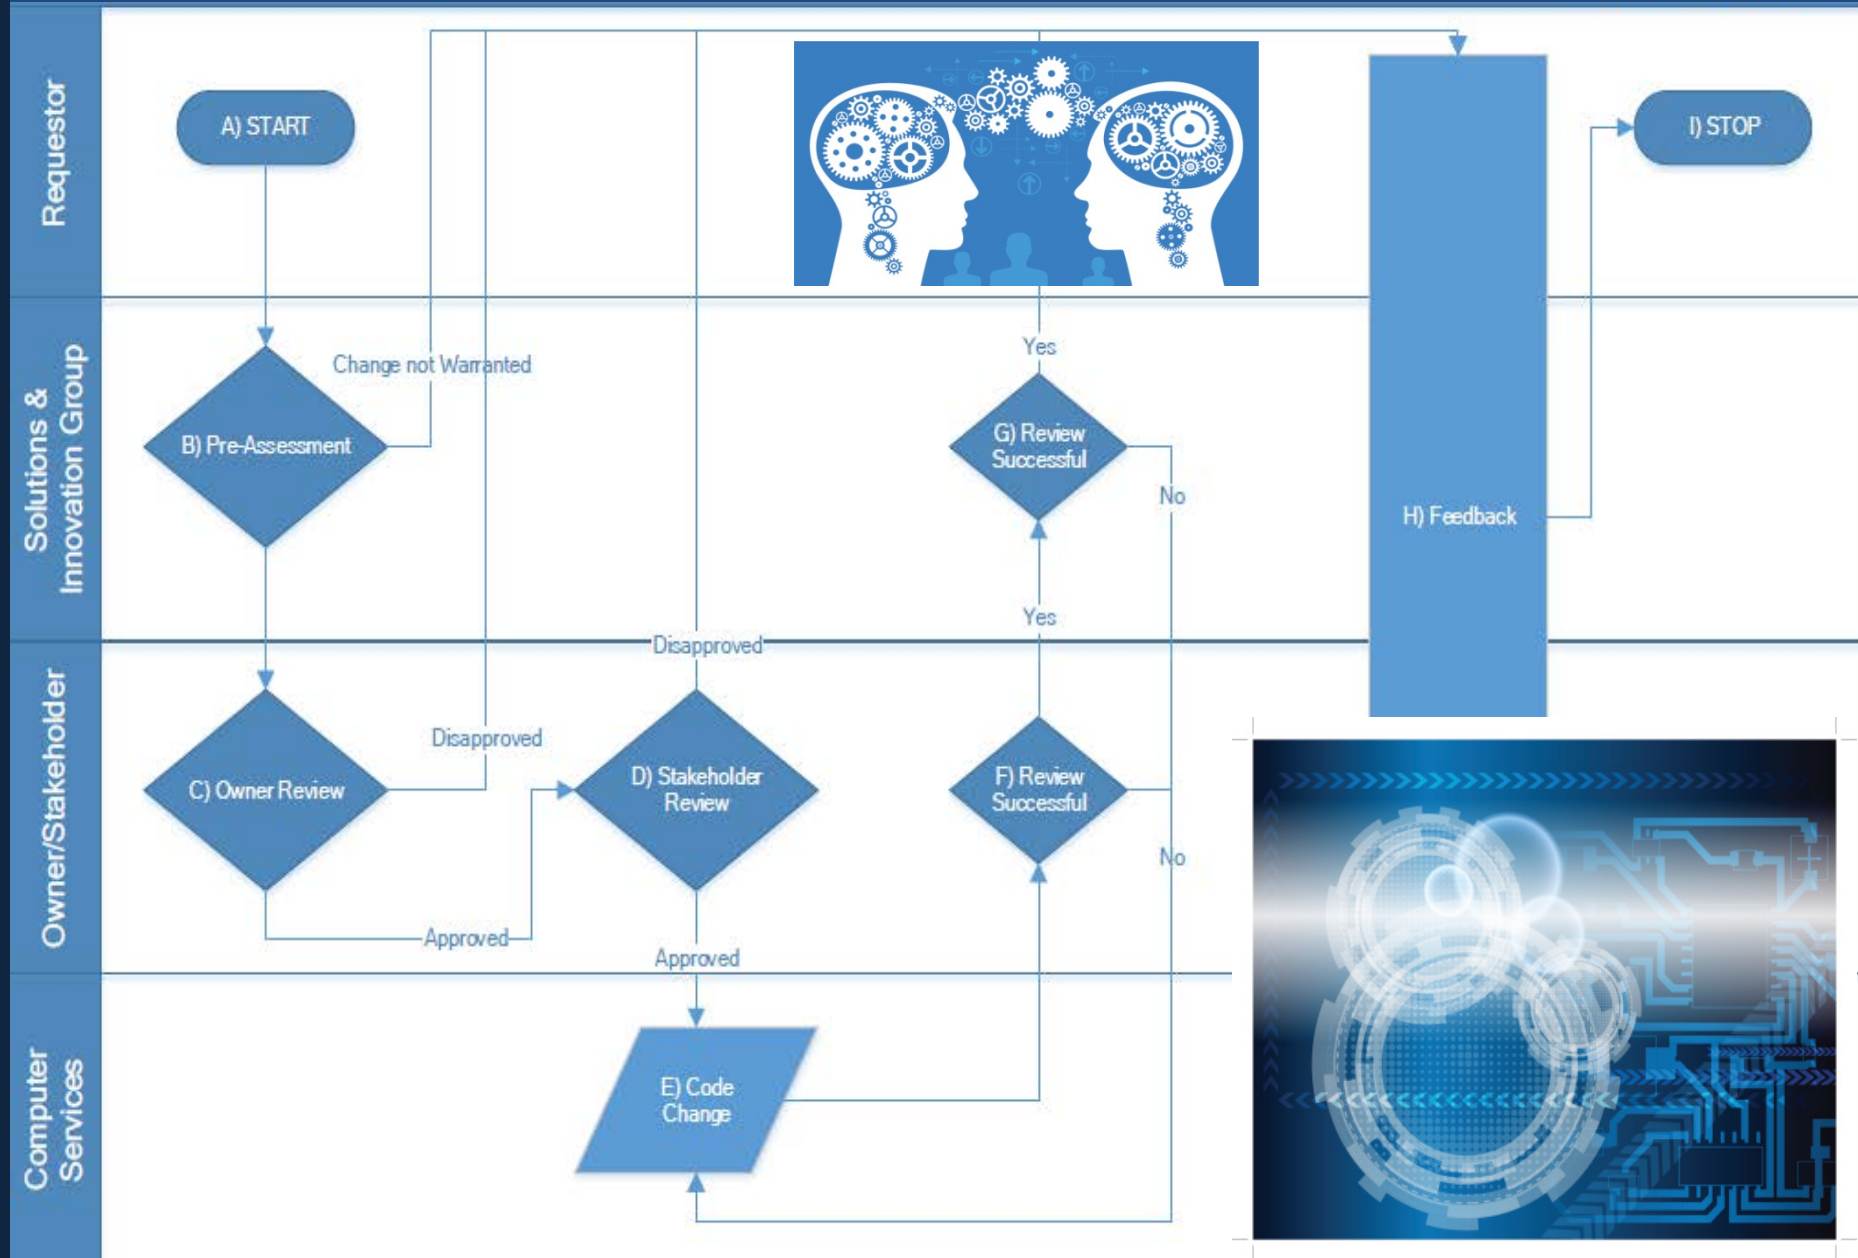 Requestor
A) START
I) STOP
Solutions &
Innovation Group
Change not Warranted
B) Pre-Assessment
Yes
G) Review
Successful
No
H) Feedback
Yes
Owner/Stakeholder
Disapproved
Disapproved
C) Owner Review
D) Stakeholder
Review
F) Review
Successful
No
Approved
Approved
Computer
Services
E) Code
Change